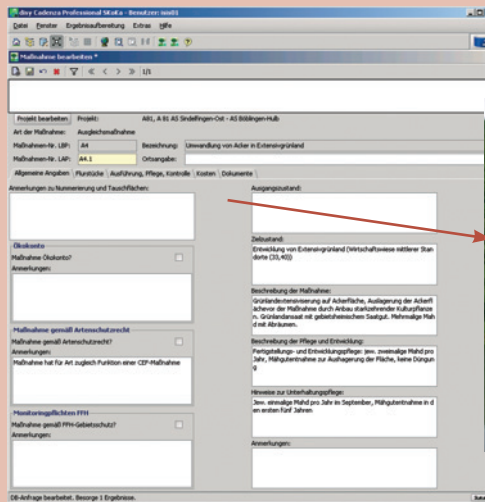 disy Cadenza Professional StaKa - Benutzer: nisi01
Datei Fenster Ergebnisaufbereitung Extras Hilfe
Maßnahme bearbeiten *
1/1
Projekt bearbeiten Projekt: A81, A 81 AS Sindelfingen-Ost - AS Böblingen-Hulb
Art der Maßnahme: Ausgleichsmaßnahme
Maßnahmen-Nr. LBP: A4 Bezeichnung: Umwandlung von Acker in Extensivgrünland
Maßnahmen-Nr. LAP: A4.1 Ortsangabe:
Allgemeine Angaben Flurstücke Ausführung, Pflege, Kontrolle Kosten Dokumente
Anmerkungen zu Nummerierung und Tauschflächen:
Ökokonto
Maßnahme Ökokonto?
Anmerkungen:
Maßnahme gemäß Artenschutzrecht
Maßnahme gemäß Artenschutzrecht?
Anmerkungen:
Maßnahme hat für Art zugleich Funktion einer CEF-Maßnahme
Monitoringpflichten FFH
Maßnahme gemäß FFH-Gebietsschutz?
Anmerkungen:
Ausgangszustand:
Zielzustand:
Entwicklung von Extensivgrünland (Wirtschaftswiese mittlerer Stan
dorte (33,40))
Beschreibung der Maßnahme:
Grünlandextensivierung auf Ackerfläche, Auslagerung der Ackerfl
ächevor der Maßnahme durch Anbau starkzehrender Kulturpflanze
n. Grünlandansaat mit gebietsheimischem Saatgut. Mehrmalige Mah
d mit Abräumen.
Beschreibung der Pflege und Entwicklung:
Fertigstellungs- und Entwicklungspflege: jew. zweimalige Mahd pro
Jahr, Mähgutentnahme zur Aushagerung der Fläche, keine Düngun
g
Hinweise zur Unterhaltungspflege:
Jew. einmalige Mahd pro Jahr im September, Mähgutentnahme in d
en ersten fünf Jahren
Anmerkungen:
DB-Anfrage bearbeitet. Besorge 1 Ergebnisse.